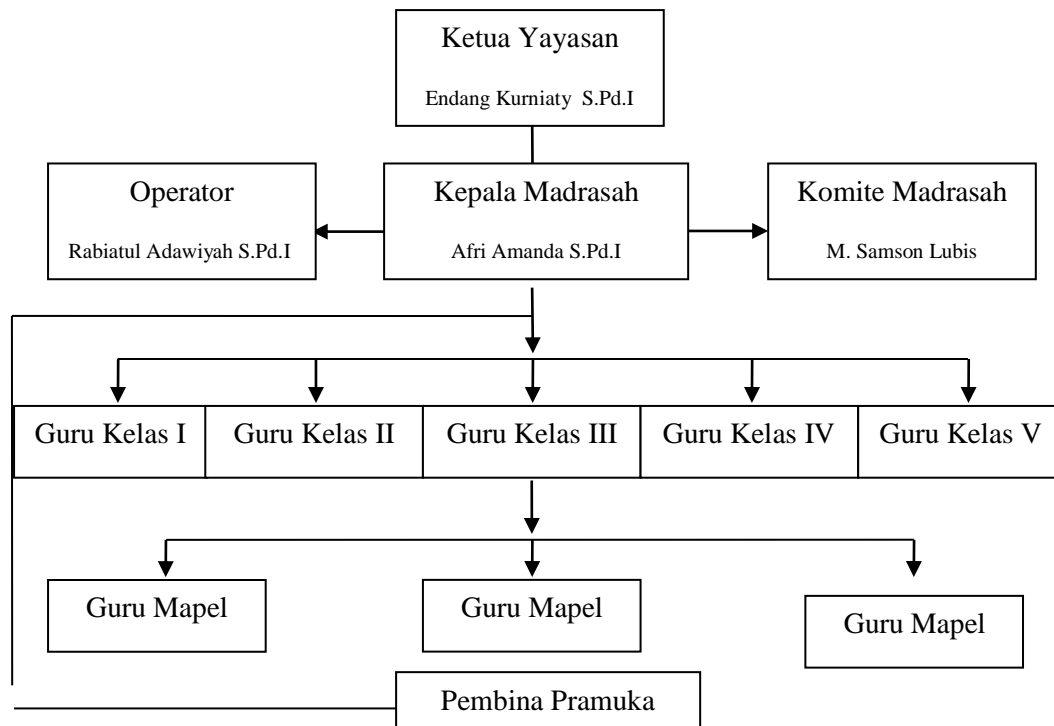 Ketua Yayasan
Endang Kurniaty S.Pd.I
Operator
Rabiatul Adawiyah S.Pd.I
Kepala Madrasah
Afri Amanda S.Pd.I
Komite Madrasah
M. Samson Lubis
Guru Kelas I
Guru Kelas II
Guru Kelas III
Guru Kelas IV
Guru Kelas V
Guru Mapel
Guru Mapel
Guru Mapel
Pembina Pramuka